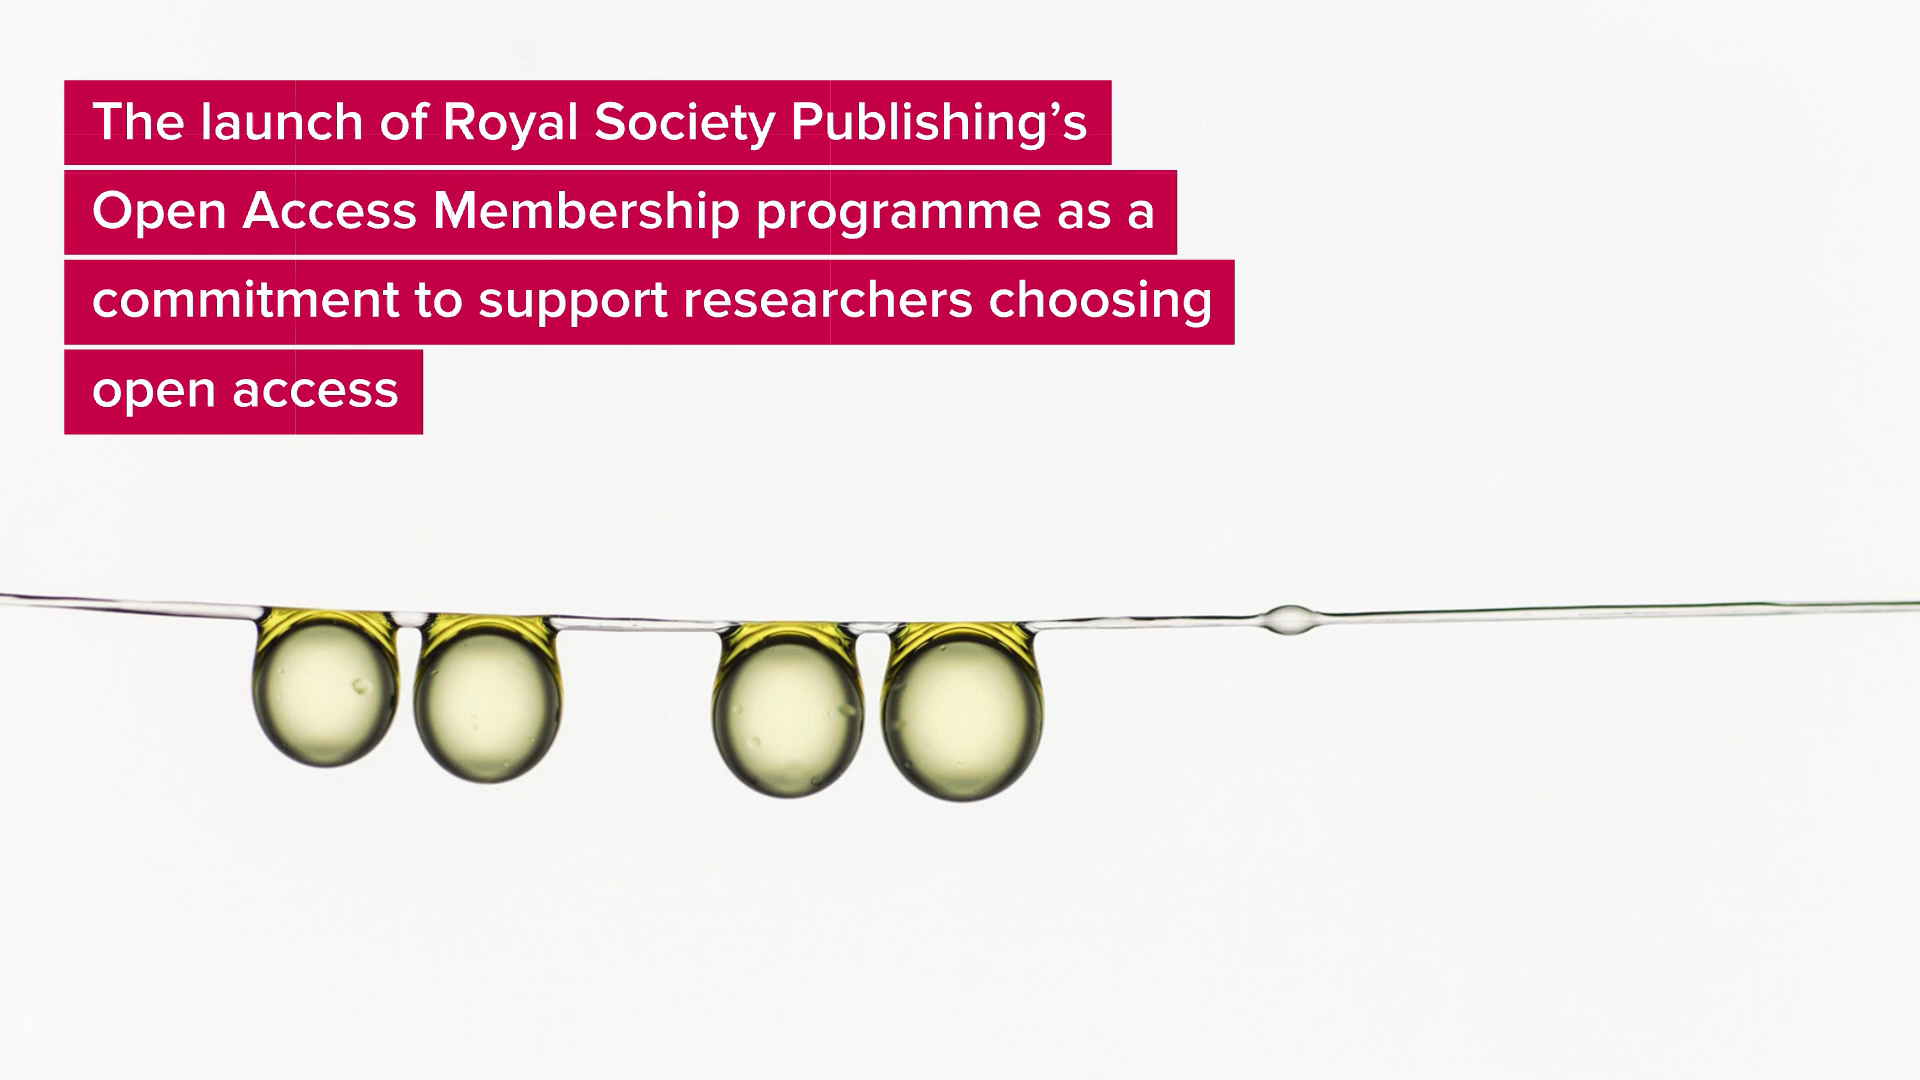 The launch of Royal Society Publishing’s
Open Access Membership programme as a
commitment to support researchers choosing
open access